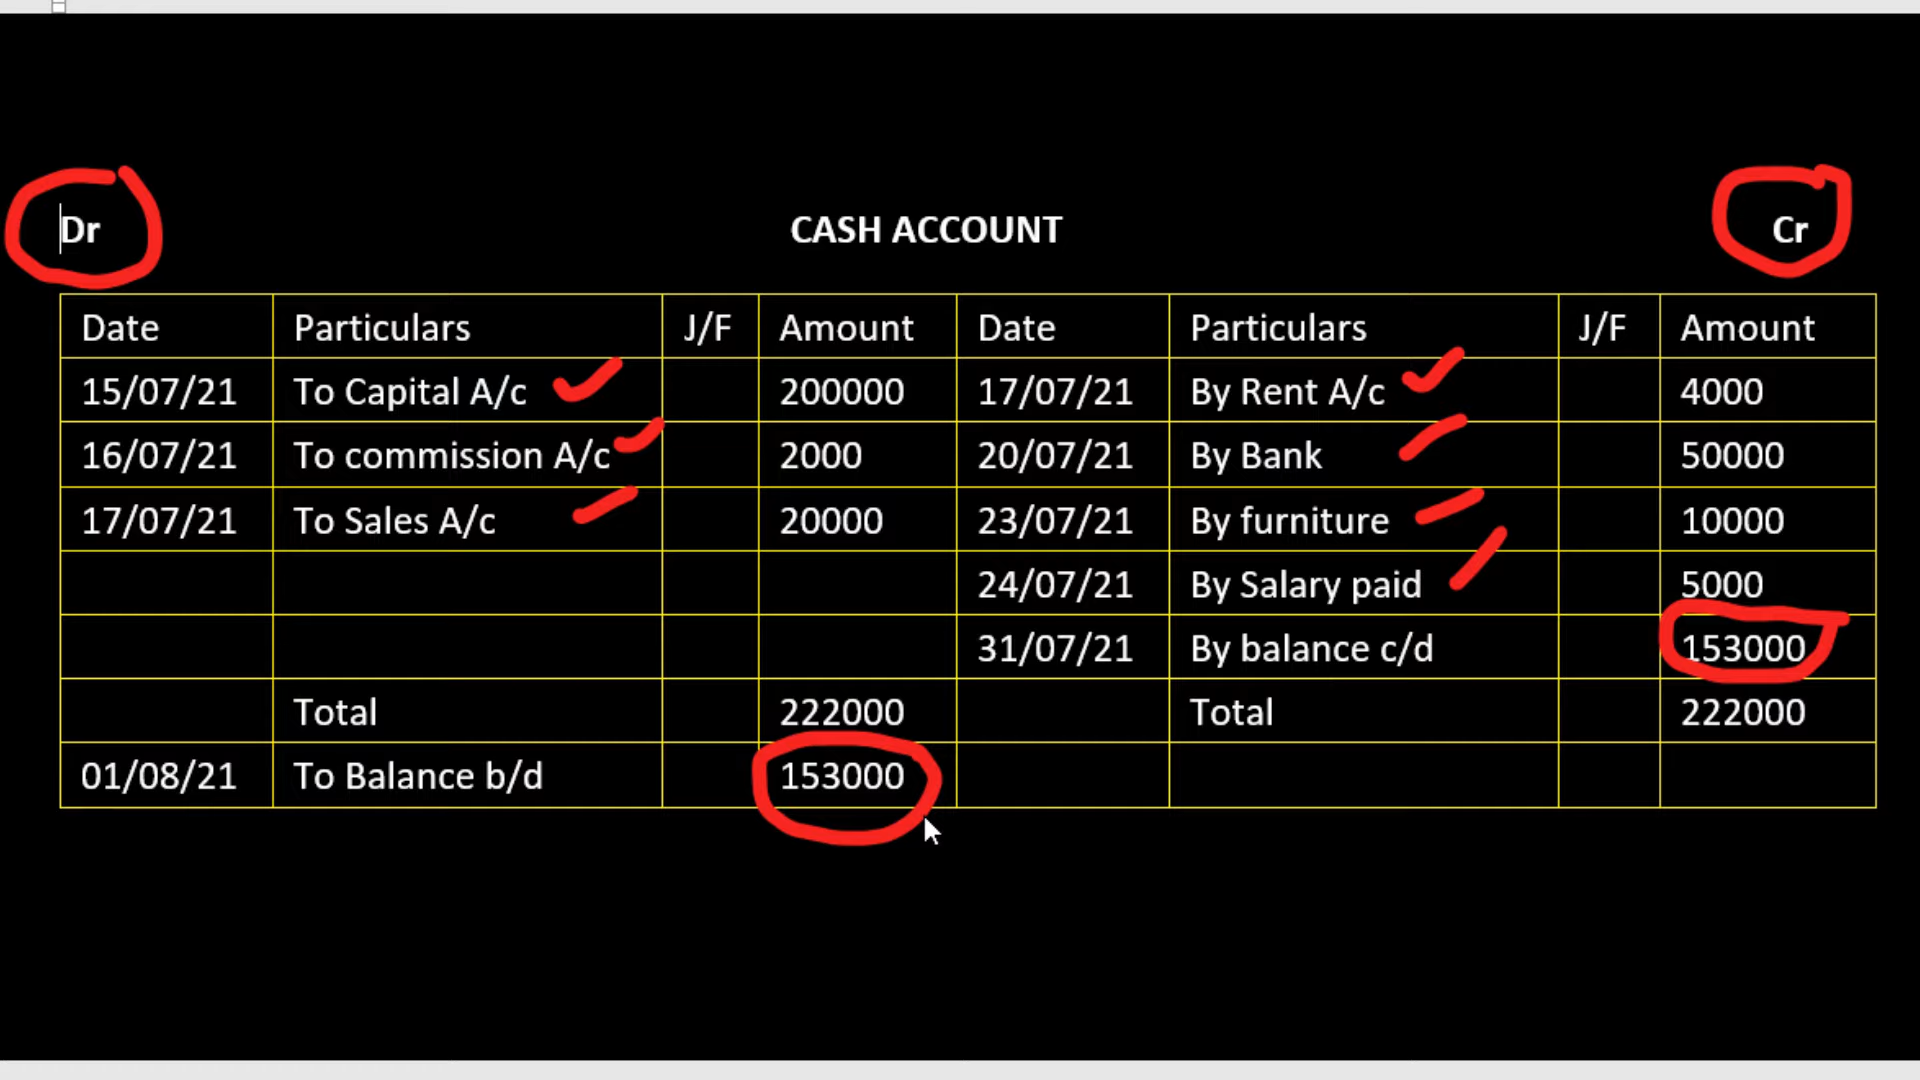 Dr CASH ACCOUNT Cr
Date Particulars J/F Amount Date Particulars J/F Amount
15/07/21 To Capital A/c 200000 17/07/21 By Rent A/c 4000
16/07/21 To commission A/c 2000 20/07/21 By Bank 50000
17/07/21 To Sales A/c 20000 23/07/21 By furniture 10000
24/07/21 By Salary paid 5000
31/07/21 By balance c/d 153000
Total 222000 Total 222000
01/08/21 To Balance b/d 153000